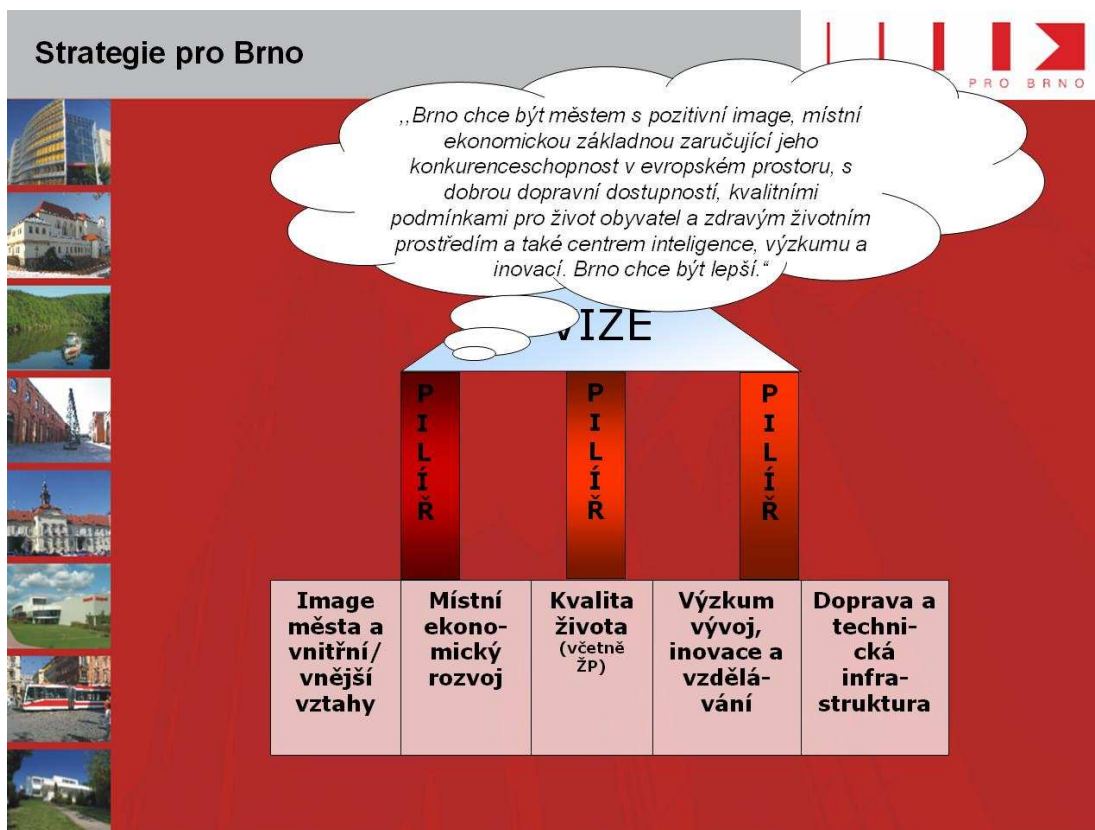 Strategie pro Brno
PRO BRNO
,,Brno chce být městem s pozitivní image, místní
ekonomickou základnou zaručující jeho
konkurenceschopnost v evropském prostoru, s
dobrou dopravní dostupností, kvalitními
podmínkami pro život obyvatel a zdravým životním
prostředím a také centrem inteligence, výzkumu a
inovací. Brno chce být lepší.“
VIZE
PILÍŘ
PILÍŘ
PILÍŘ
Image
města a
vnitřní/
vnější
vztahy
Místní
ekono-
mický
rozvoj
Kvalita
života
(včetně
ŽP)
Výzkum
vývoj,
inovace a
vzdělá-
vání
Doprava a
techni-
cká
infra-
struktura